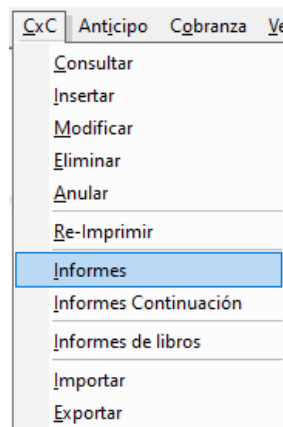 CxC Anticipo Cobranza Ve
Consultar
Insertar
Modificar
Eliminar
Anular
Re-Imprimir
Informes
Informes Continuación
Informes de libros
Importar
Exportar